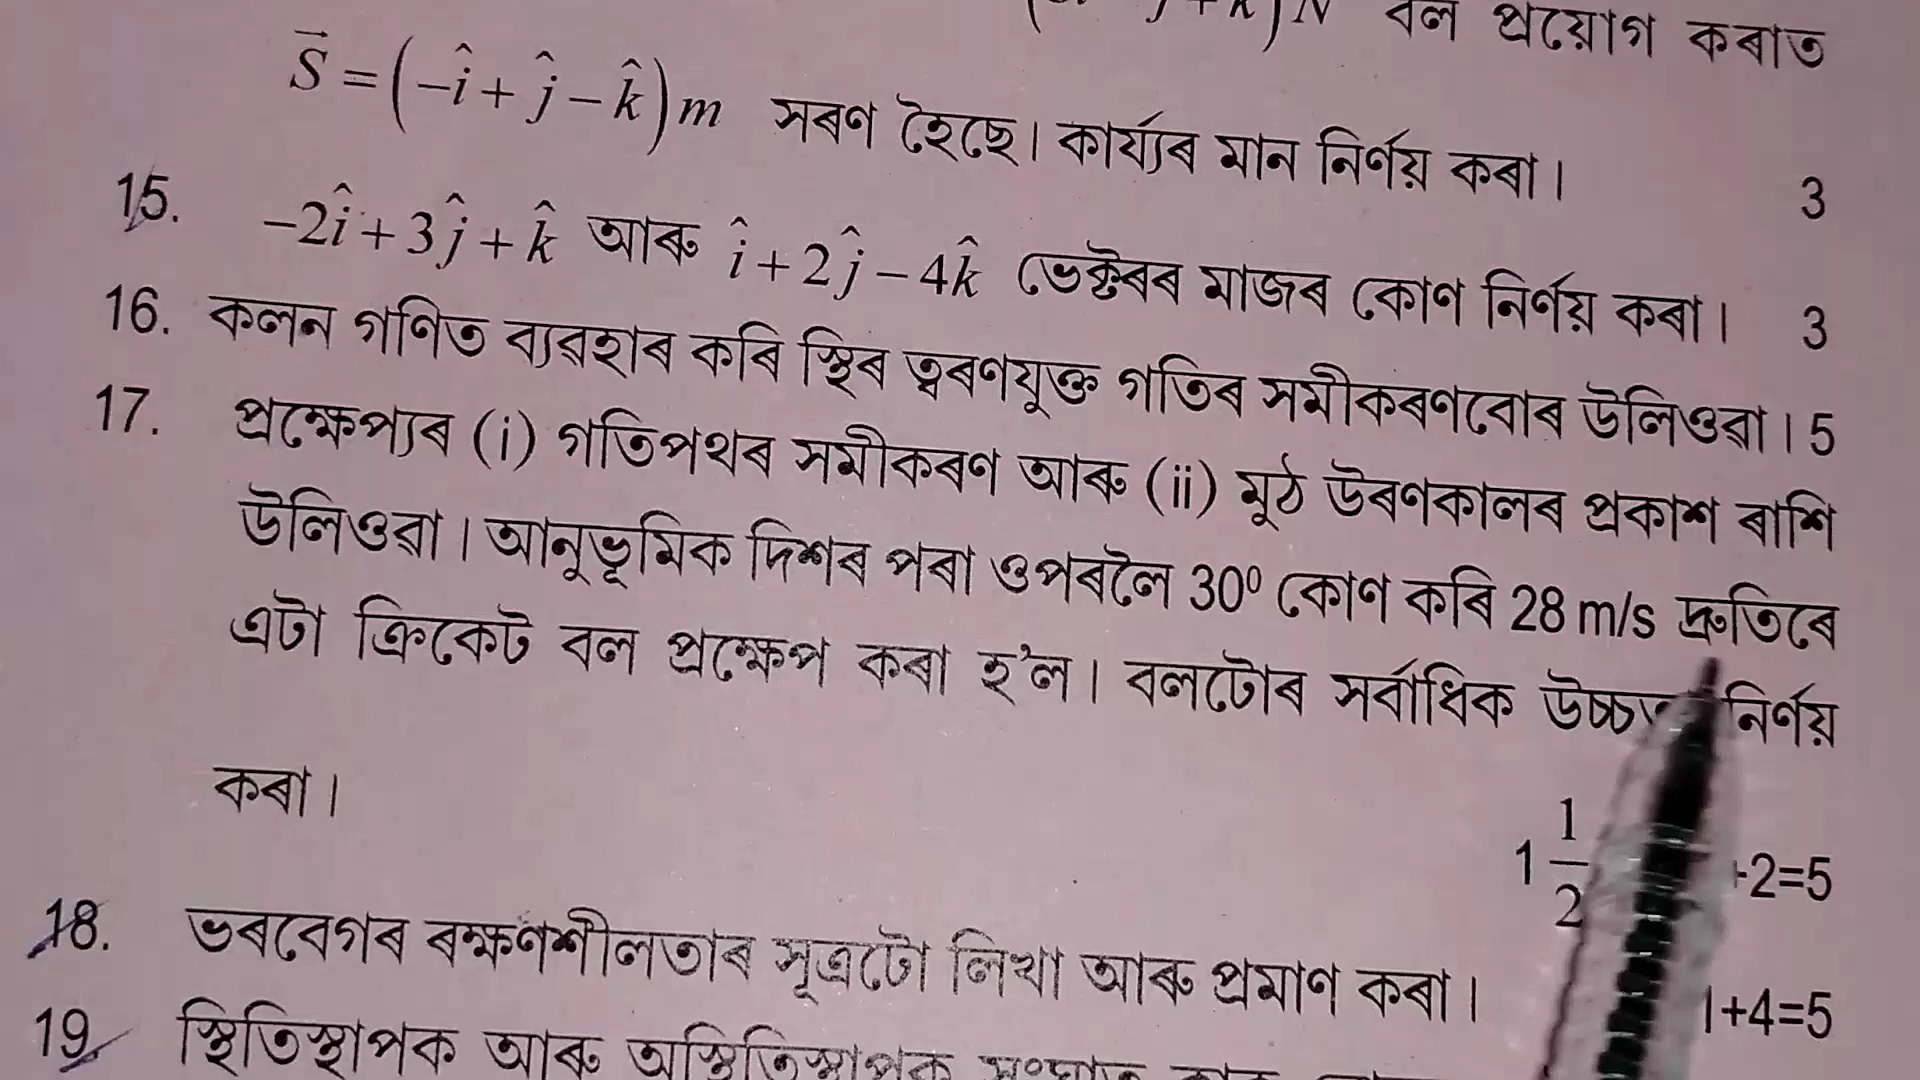 k̂)N বল প্ৰয়োগ কৰাত
S⃗ = (−î + ĵ − k̂)m সৰণ হৈছে। কাৰ্য্যৰ মান নিৰ্ণয় কৰা। 3
15. −2î + 3ĵ + k̂ আৰু î + 2ĵ − 4k̂ ভেক্টৰৰ মাজৰ কোণ নিৰ্ণয় কৰা। 3
16. কলন গণিত ব্যৱহাৰ কৰি স্থিৰ ত্বৰণযুক্ত গতিৰ সমীকৰণবোৰ উলিওৱা। 5
17. প্ৰক্ষেপ্যৰ (i) গতিপথৰ সমীকৰণ আৰু (ii) মুঠ উৰণকালৰ প্ৰকাশ ৰাশি
উলিওৱা। আনুভূমিক দিশৰ পৰা ওপৰলৈ 30⁰ কোণ কৰি 28 m/s দ্ৰুতিৰে
এটা ক্ৰিকেট বল প্ৰক্ষেপ কৰা হ'ল। বলটোৰ সৰ্বাধিক নিৰ্ণয়
কৰা।
1 1/2 +2=5
18. ভৰবেগৰ ৰক্ষণশীলতাৰ সূত্ৰটো লিখা আৰু প্ৰমাণ কৰা। 1+4=5
19 স্থিতিস্থাপক আৰু অস্থিতিস্থাপক সংঘাত